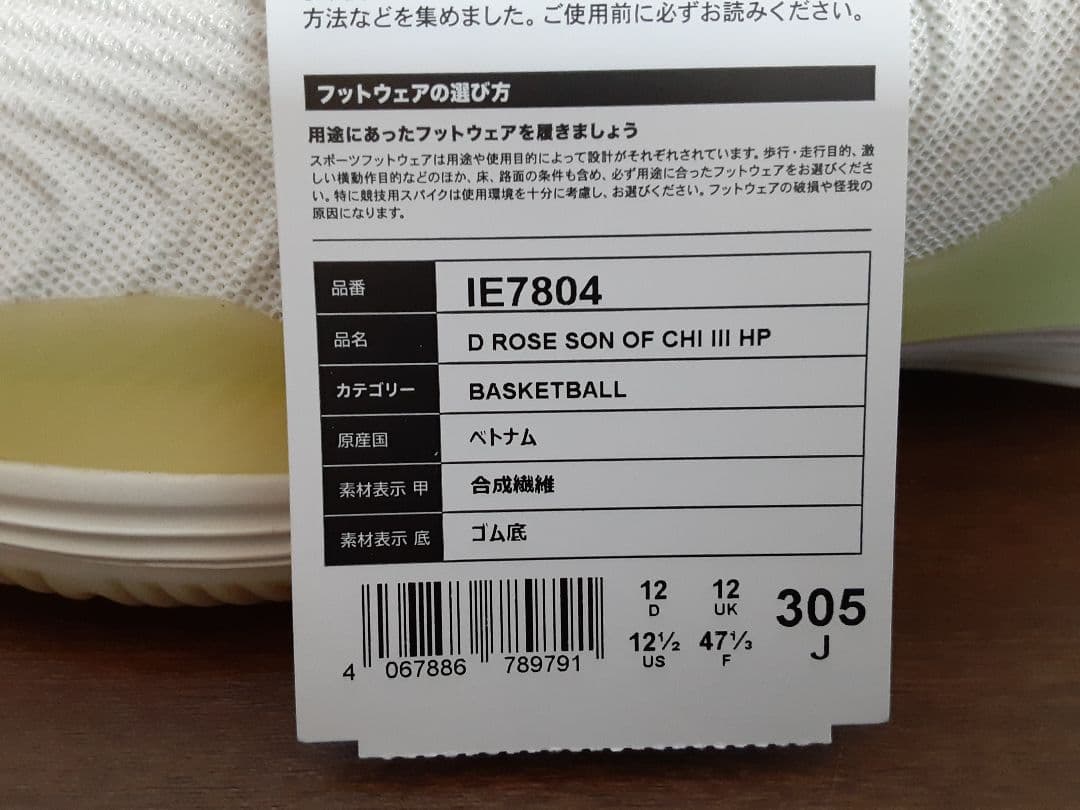 方法などを集めました。ご使用前に必ずお読みください。
フットウェアの選び方
用途にあったフットウェアを履きましょう
スポーツフットウェアは用途や使用目的によって設計がそれぞれされています。歩行・走行目的、激
しい横動作目的などのほか、床、路面の条件も含め、必ず用途に合ったフットウェアをお選びくださ
い。特に競技用スパイクは使用環境を十分に考慮し、お選びください。フットウェアの破損や怪我の
原因になります。
品番 IE7804
品名 D ROSE SON OF CHI III HP
カテゴリー BASKETBALL
原産国 ベトナム
素材表示 甲 合成繊維
素材表示 底 ゴム底
12 12 305
D UK J
12½ 47⅓
US F
4 067886 789791